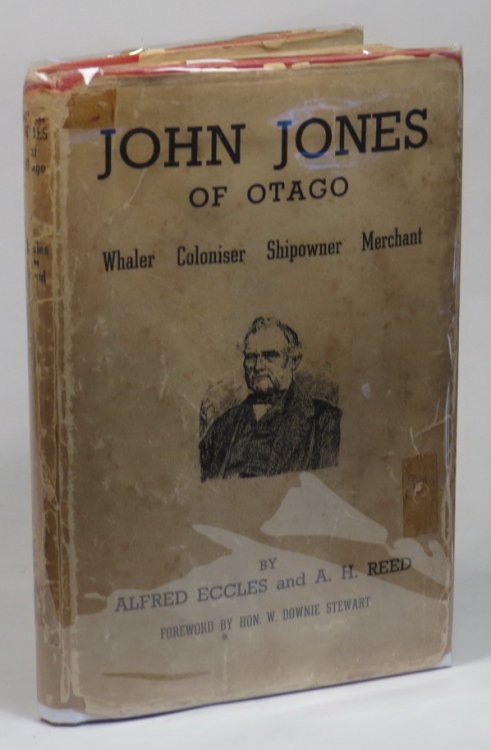 JOHN JONES
OF OTAGO
Whaler Coloniser Shipowner Merchant
BY
ALFRED ECCLES and A. H. REED
FOREWORD BY HON. W. DOWNIE STEWART